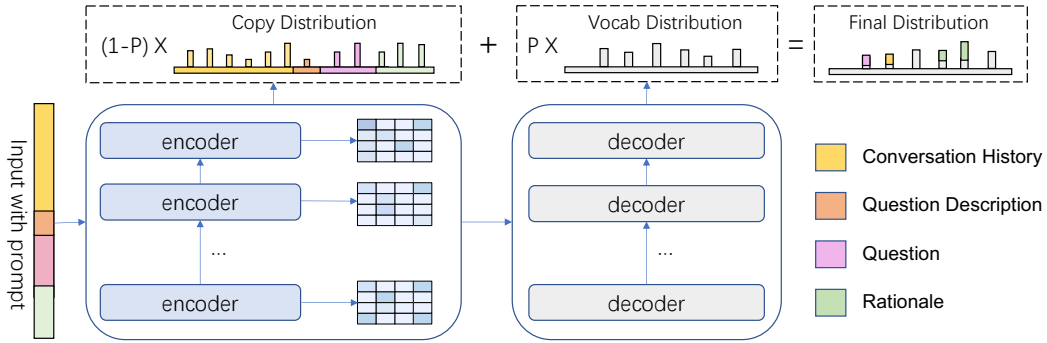 Copy Distribution
Vocab Distribution
Final Distribution
(1-P) X
+
P X
=
Input with prompt
encoder
encoder
...
encoder
decoder
decoder
...
decoder
Conversation History
Question Description
Question
Rationale